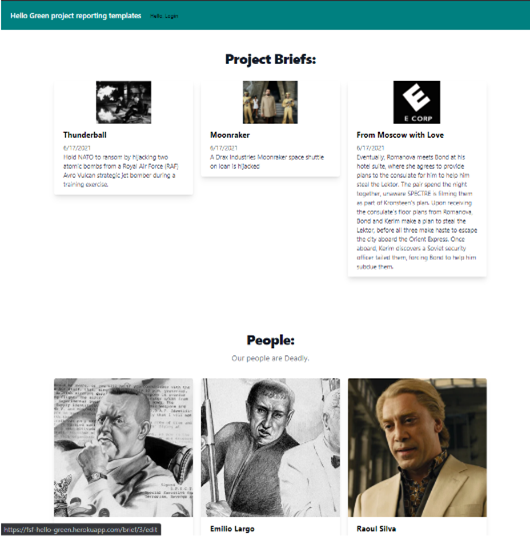 Hello Green project reporting templates Hello, Login
Project Briefs:
E CORP
Thunderball
6/17/2021
Hold NATO to ransom by hijacking two
atomic bombs from a Royal Air Force (RAF)
Avro Vulcan strategic jet bomber during a
training exercise.
Moonraker
6/17/2021
A Drax Industries Moonraker space shuttle
on loan is hijacked
From Moscow with Love
6/17/2021
Eventually, Romanova meets Bond at his
hotel suite, where she agrees to provide
plans to the consulate for him to help him
steal the Lektor. The pair spend the night
together, unaware SPECTRE is filming them
as part of Kronsteen's plan. Upon receiving
the consulate's floor plans from Romanova,
Bond and Kerim make a plan to steal the
Lektor, before all three make haste to escape
the city aboard the Orient Express. Once
aboard, Kerim discovers a Soviet security
officer tailed them, forcing Bond to help him
subdue them.
People:
Our people are Deadly.
Emilio Largo
Raoul Silva
https://fsf-hello-green.herokuapp.com/brief/3/edit